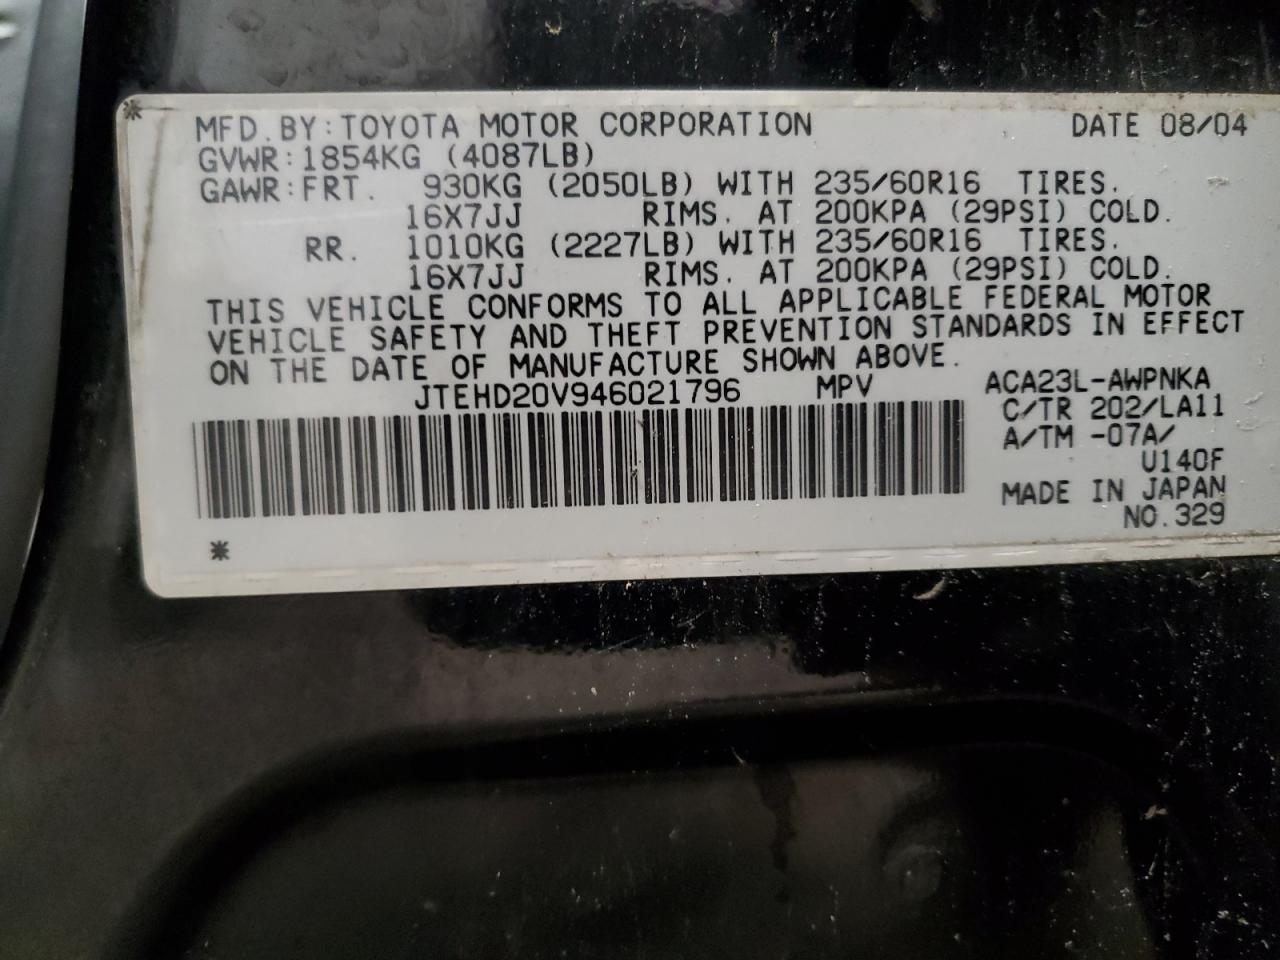 MFD. BY: TOYOTA MOTOR CORPORATION DATE 08/04
GVWR: 1854KG (4087LB)
GAWR: FRT. 930KG (2050LB) WITH 235/60R16 TIRES.
16X7JJ RIMS. AT 200KPA (29PSI) COLD.
RR. 1010KG (2227LB) WITH 235/60R16 TIRES.
16X7JJ RIMS. AT 200KPA (29PSI) COLD.
THIS VEHICLE CONFORMS TO ALL APPLICABLE FEDERAL MOTOR
VEHICLE SAFETY AND THEFT PREVENTION STANDARDS IN EFFECT
ON THE DATE OF MANUFACTURE SHOWN ABOVE.
JTEHD20V946021796 MPV ACA23L-AWPNKA
C/TR 202/LA11
A/TM -07A/
U140F
MADE IN JAPAN
NO. 329